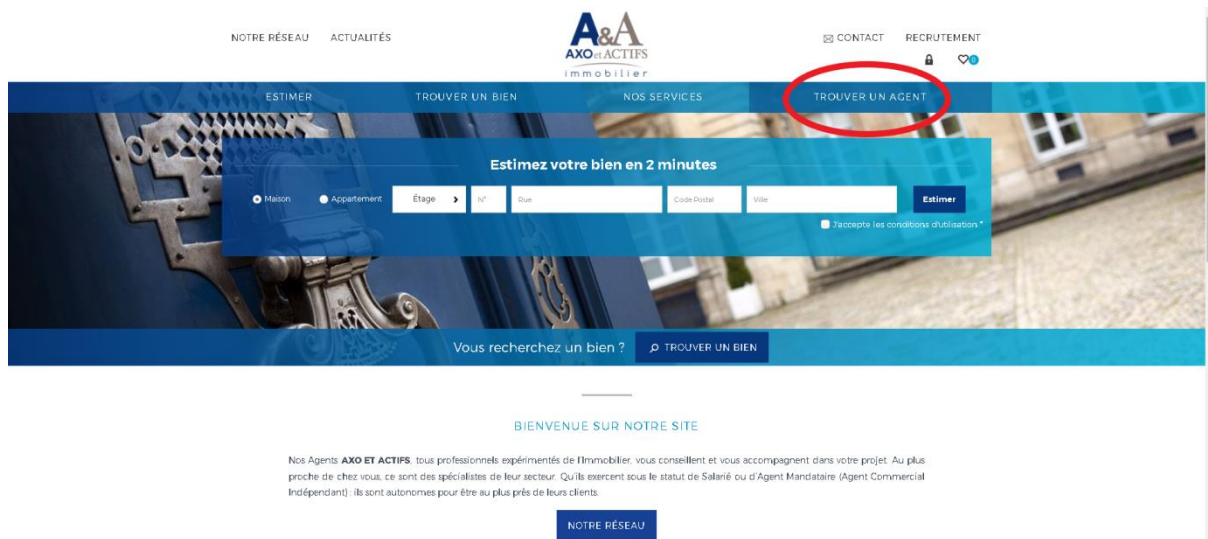 NOTRE RÉSEAU ACTUALITÉS
A&A
AXO et ACTIFS
immobilier
CONTACT RECRUTEMENT
0
ESTIMER TROUVER UN BIEN NOS SERVICES TROUVER UN AGENT
Estimez votre bien en 2 minutes
Maison Appartement Étage N° Rue Code Postal Ville Estimer
J'accepte les conditions d'utilisation *
Vous recherchez un bien ? TROUVER UN BIEN
BIENVENUE SUR NOTRE SITE
Nos Agents AXO ET ACTIFS, tous professionnels expérimentés de l'Immobilier, vous conseillent et vous accompagnent dans votre projet. Au plus
proche de chez vous, ce sont des spécialistes de leur secteur. Qu'ils exercent sous le statut de Salarié ou d'Agent Mandataire (Agent Commercial
Indépendant) : ils sont autonomes pour être au plus près de leurs clients.
NOTRE RÉSEAU